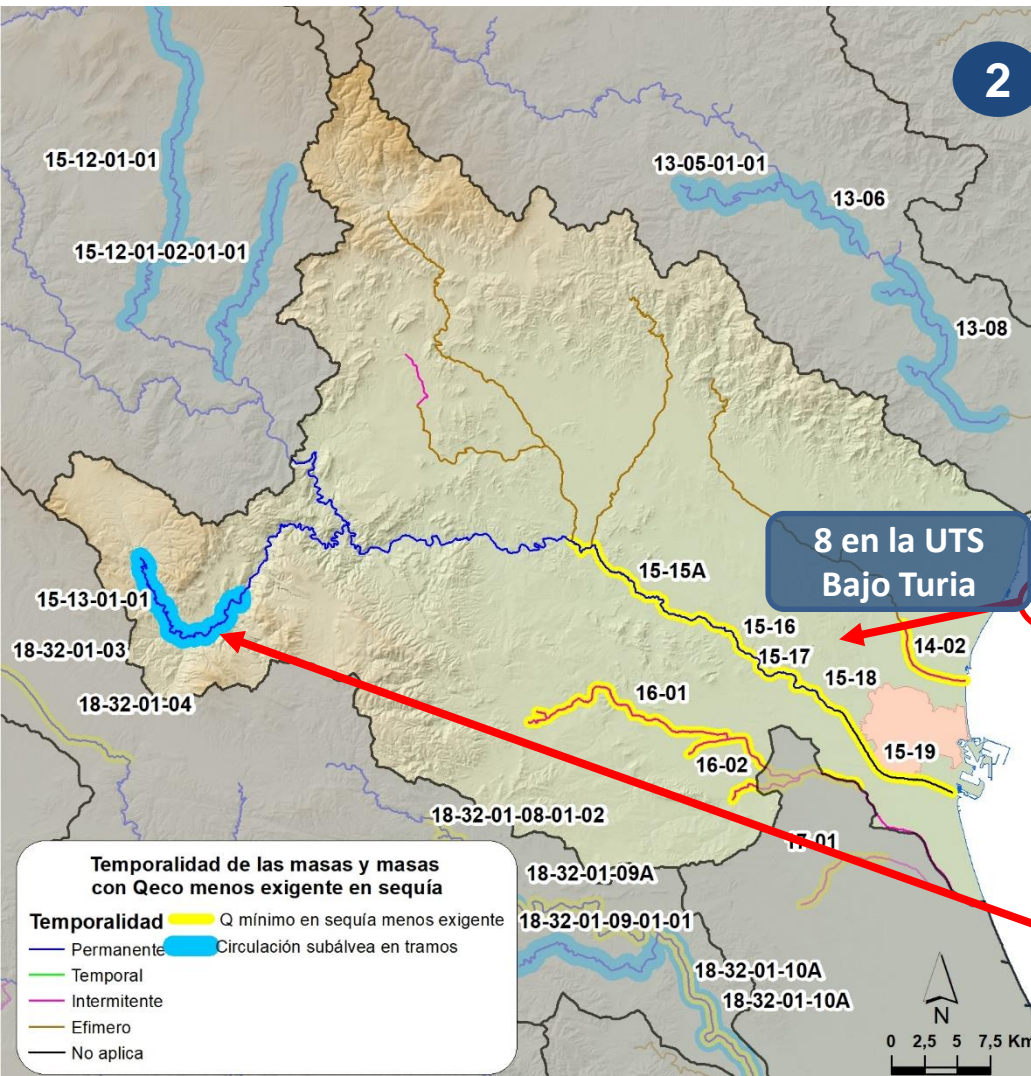 2
15-12-01-01
13-05-01-01
13-06
15-12-01-02-01-01
13-08
8 en la UTS
Bajo Turia
15-15A
15-13-01-01
15-16
14-02
18-32-01-03
15-17
15-18
18-32-01-04
16-01
15-19
16-02
18-32-01-08-01-02
17-01
18-32-01-09A
18-32-01-09-01-01
18-32-01-10A
18-32-01-10A
Temporalidad de las masas y masas
con Qeco menos exigente en sequía
Temporalidad
Q mínimo en sequía menos exigente
Permanente
Circulación subálvea en tramos
Temporal
Intermitente
Efimero
No aplica
N
0 2,5 5 7,5 Km